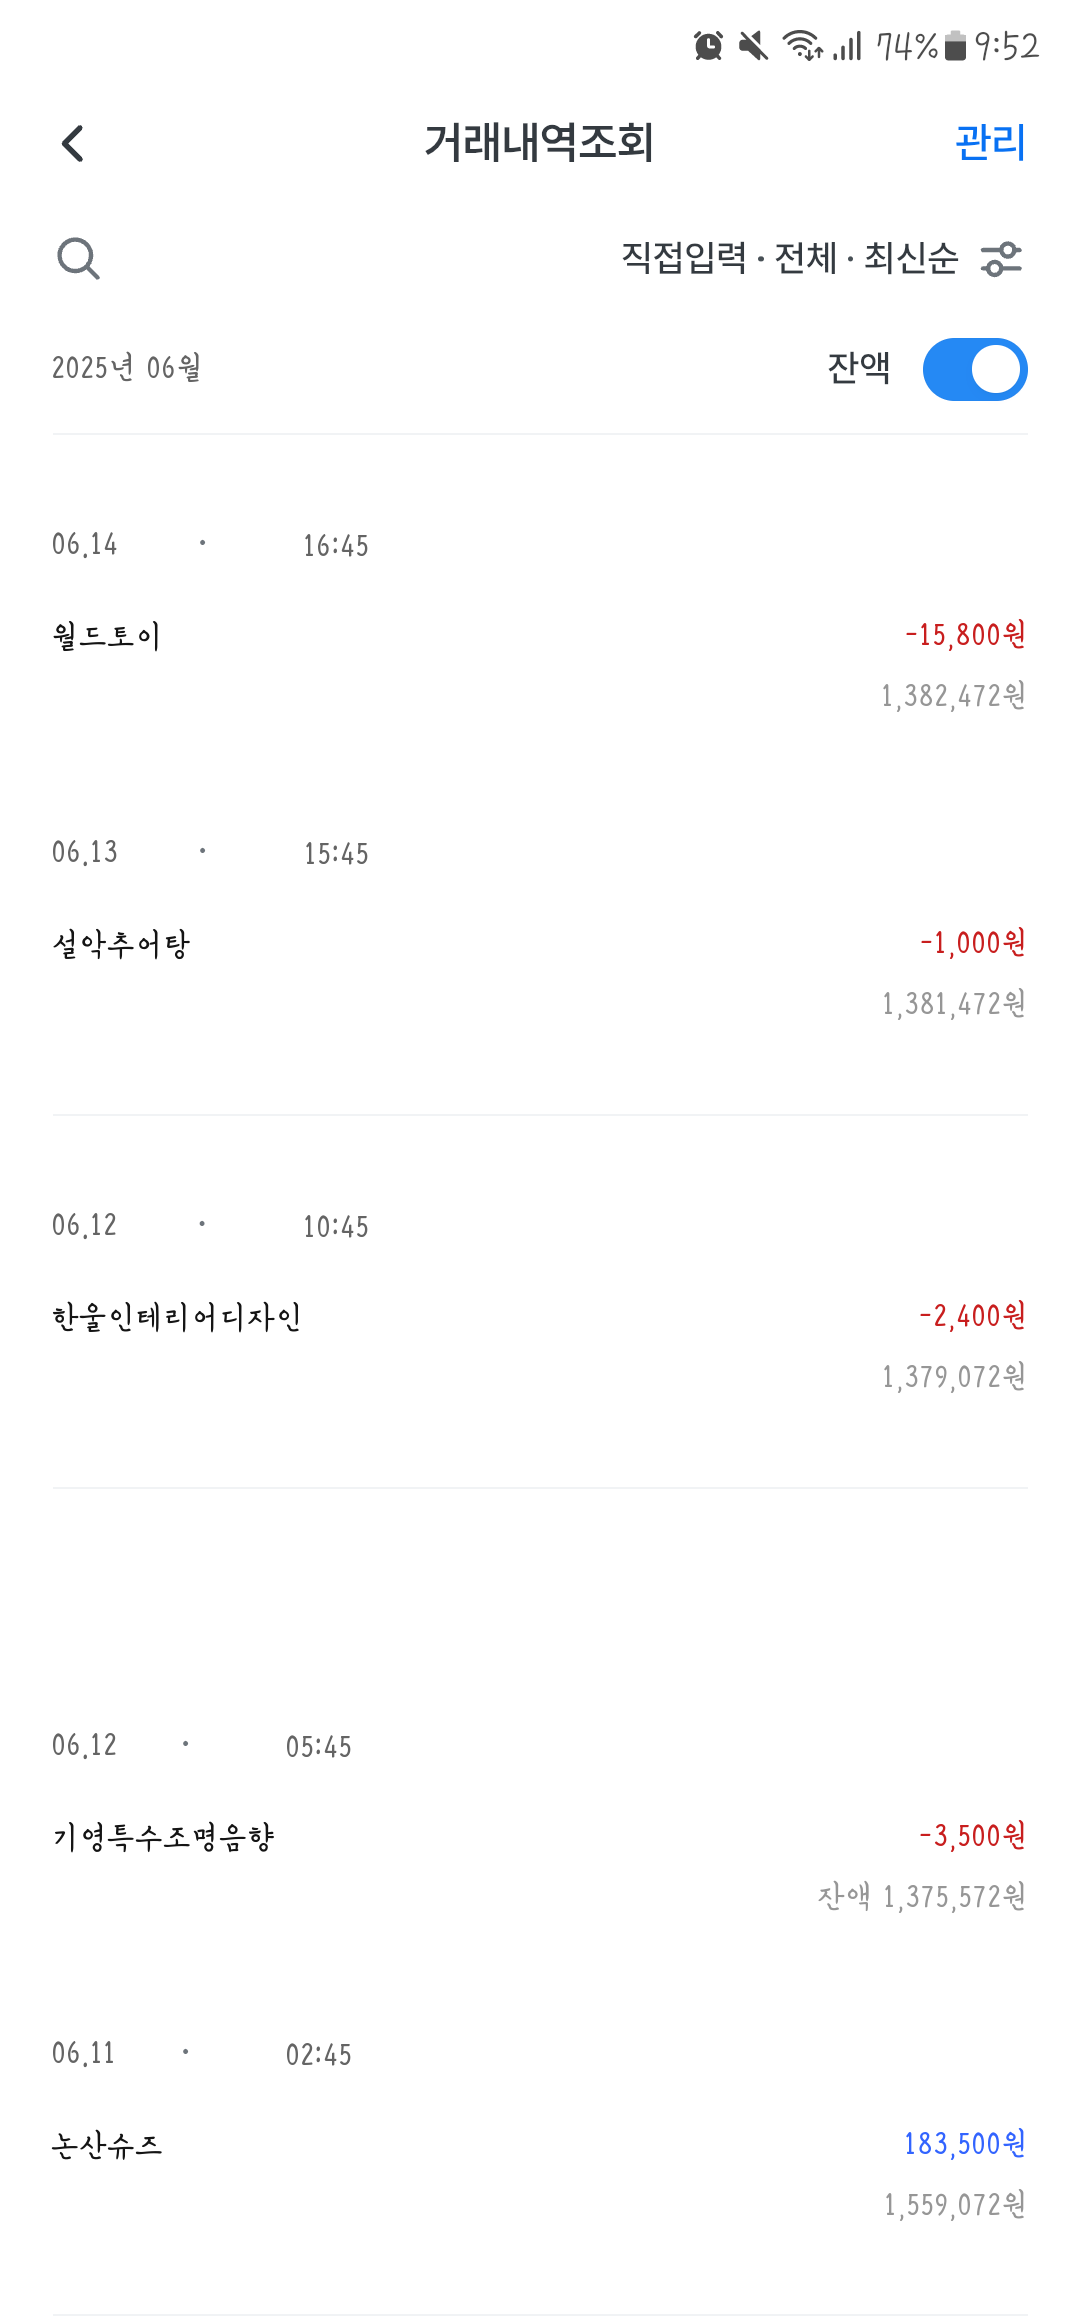 74% 9:52
거래내역조회 관리
직접입력 · 전체 · 최신순
2025년 06월 잔액
06.14 · 16:45
월드토이 -15,800원
1,382,472원
06.13 · 15:45
설악추어탕 -1,000원
1,381,472원
06.12 · 10:45
한울인테리어디자인 -2,400원
1,379,072원
06.12 · 05:45
기영특수조명음향 -3,500원
잔액 1,375,572원
06.11 · 02:45
논산슈즈 183,500원
1,559,072원